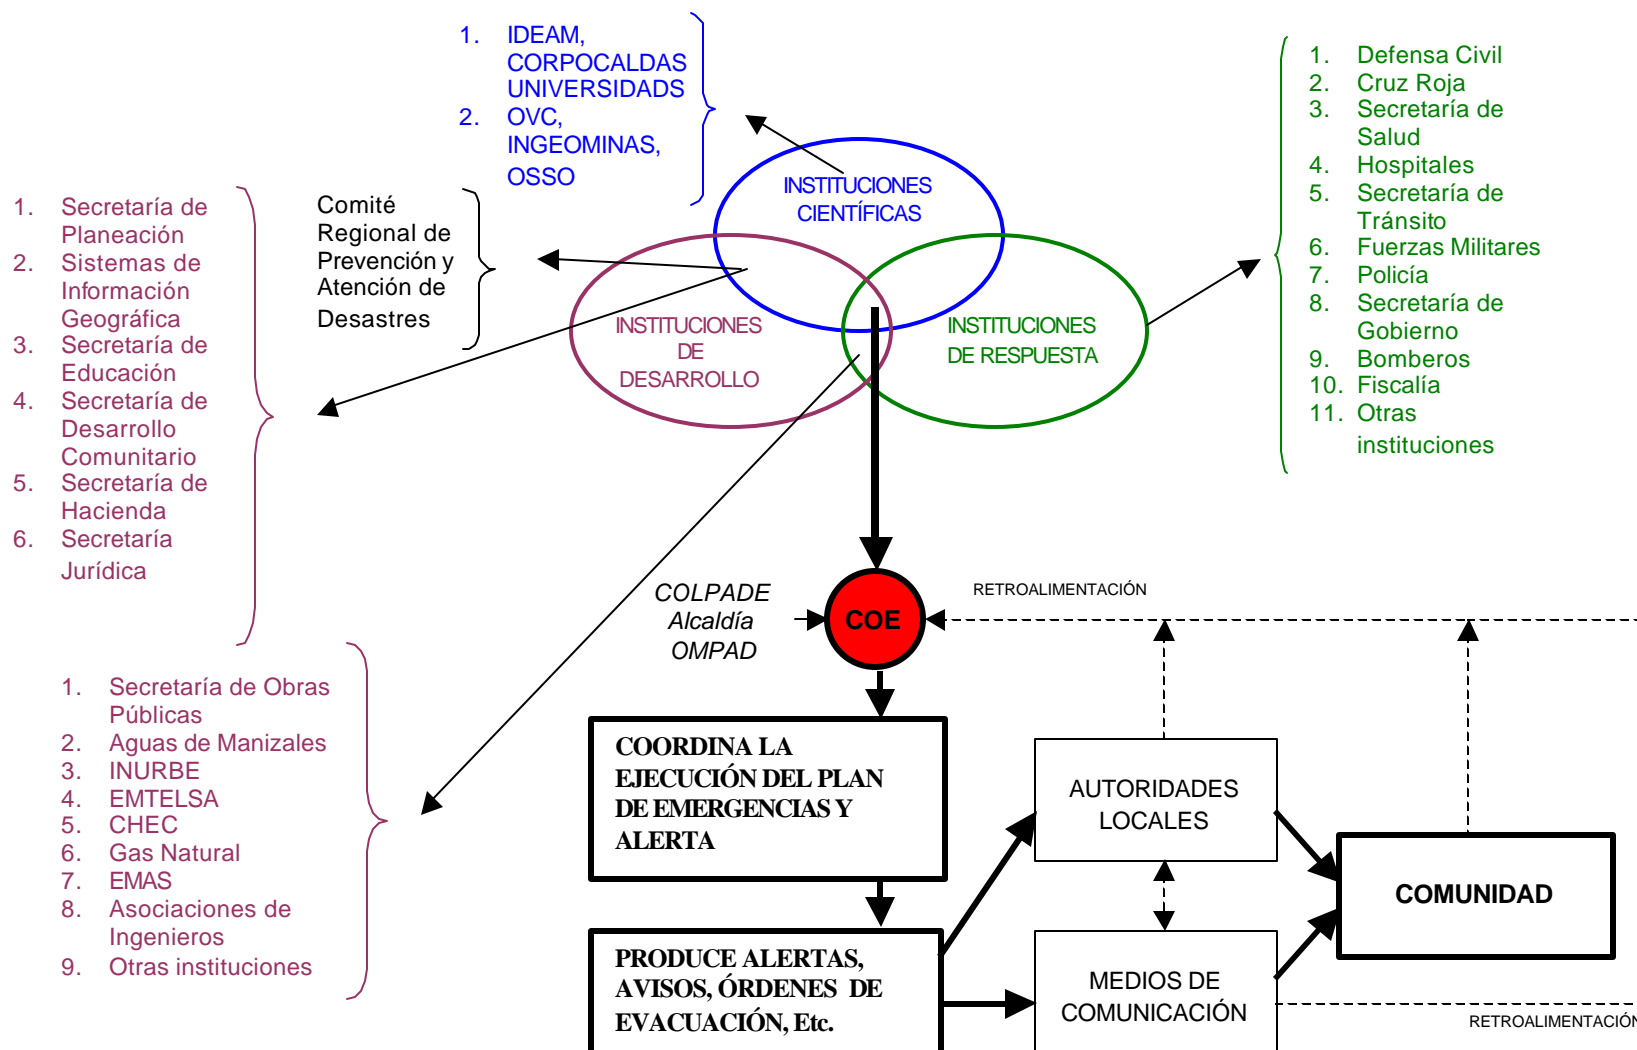 1. IDEAM,
CORPOCALDAS
UNIVERSIDADS
2. OVC,
INGEOMINAS,
OSSO
1. Defensa Civil
2. Cruz Roja
3. Secretaría de
Salud
4. Hospitales
5. Secretaría de
Tránsito
6. Fuerzas Militares
7. Policía
8. Secretaría de
Gobierno
9. Bomberos
10. Fiscalía
11. Otras
instituciones
1. Secretaría de
Planeación
2. Sistemas de
Información
Geográfica
3. Secretaría de
Educación
4. Secretaría de
Desarrollo
Comunitario
5. Secretaría de
Hacienda
6. Secretaría
Jurídica
Comité
Regional de
Prevención y
Atención de
Desastres
INSTITUCIONES
CIENTÍFICAS
INSTITUCIONES
DE
DESARROLLO
INSTITUCIONES
DE RESPUESTA
COLPADE
Alcaldía
OMPAD
COE
RETROALIMENTACIÓN
1. Secretaría de Obras
Públicas
2. Aguas de Manizales
3. INURBE
4. EMTELSA
5. CHEC
6. Gas Natural
7. EMAS
8. Asociaciones de
Ingenieros
9. Otras instituciones
COORDINA LA
EJECUCIÓN DEL PLAN
DE EMERGENCIAS Y
ALERTA
AUTORIDADES
LOCALES
COMUNIDAD
PRODUCE ALERTAS,
AVISOS, ÓRDENES DE
EVACUACIÓN, Etc.
MEDIOS DE
COMUNICACIÓN
RETROALIMENTACIÓN